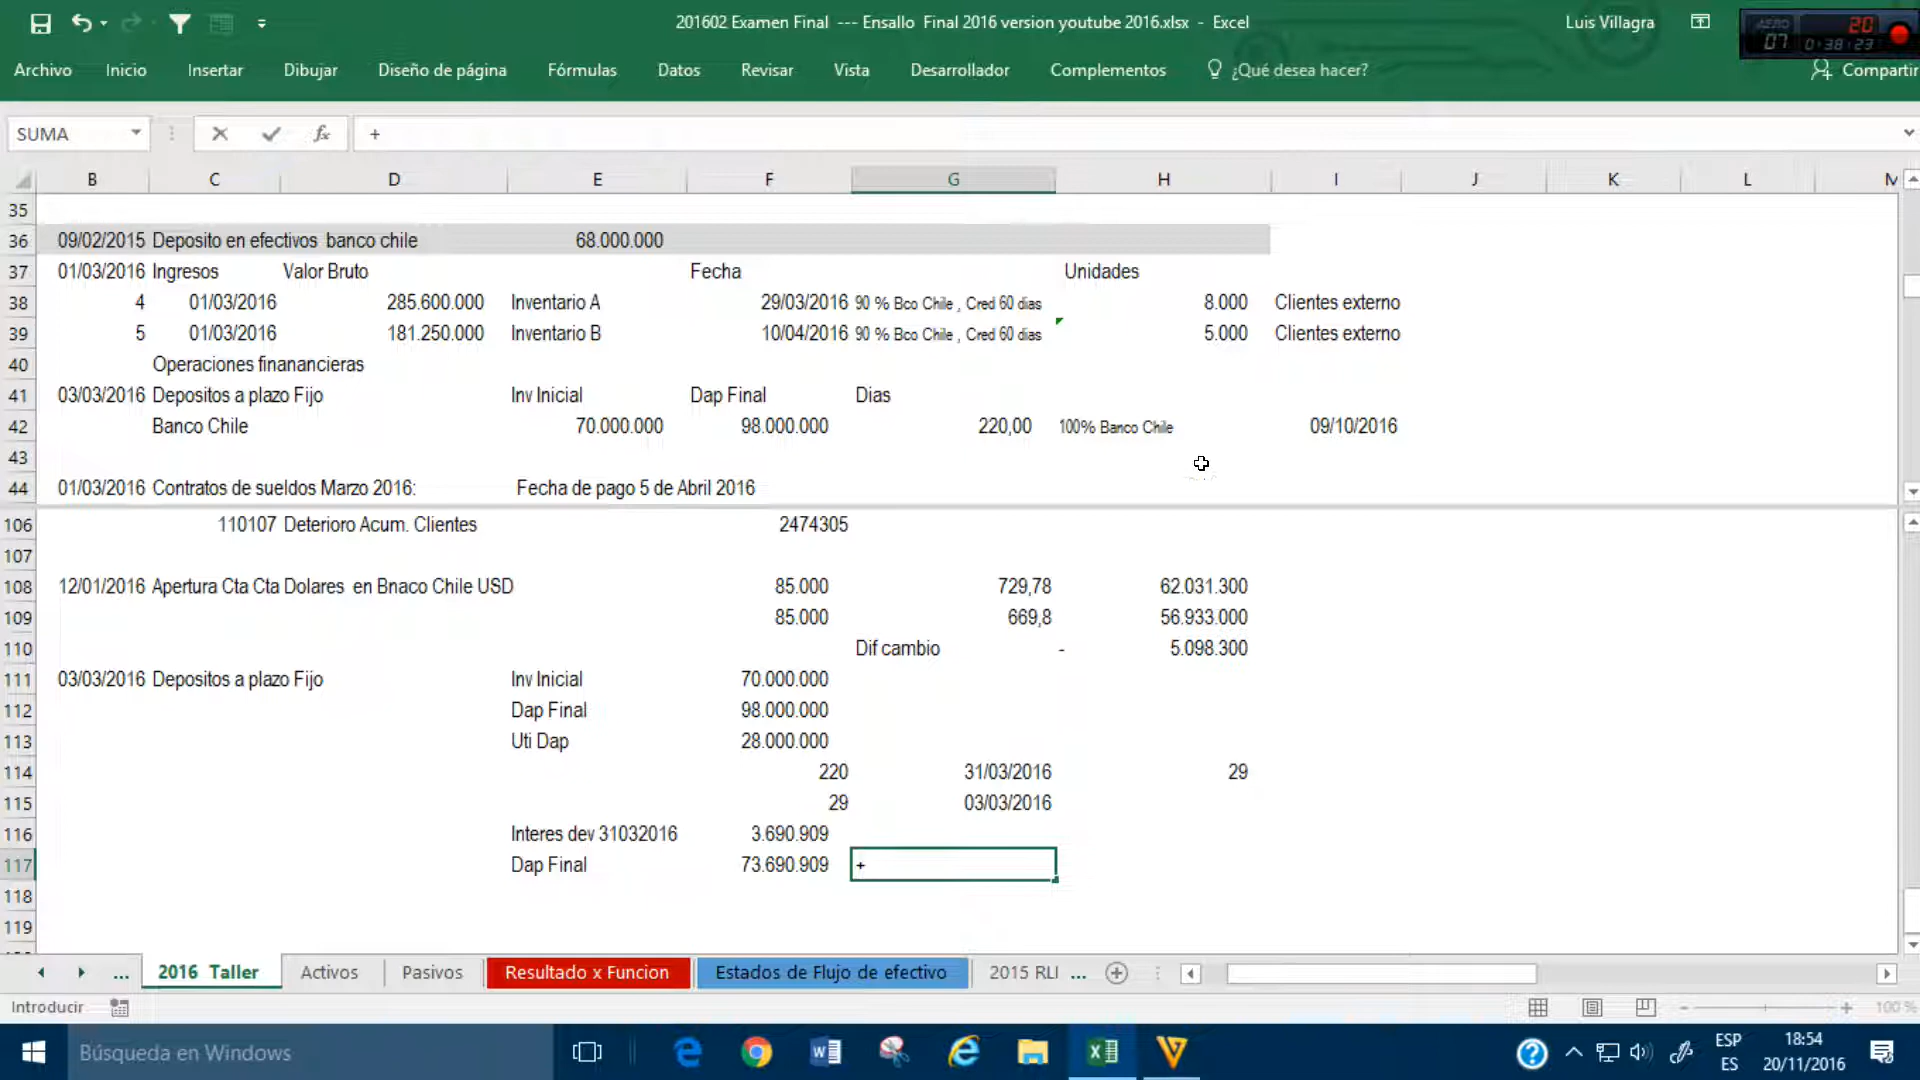 201602 Examen Final --- Ensallo Final 2016 version youtube 2016.xlsx - Excel
Luis Villagra
20
07 0:38:23
Archivo Inicio Insertar Dibujar Diseño de página Fórmulas Datos Revisar Vista Desarrollador Complementos ¿Qué desea hacer? Compartir
SUMA fx +
B C D E F G H I J K L M
35
36 09/02/2015 Deposito en efectivos banco chile 68.000.000
37 01/03/2016 Ingresos Valor Bruto Fecha Unidades
38 4 01/03/2016 285.600.000 Inventario A 29/03/2016 90 % Bco Chile , Cred 60 dias 8.000 Clientes externo
39 5 01/03/2016 181.250.000 Inventario B 10/04/2016 90 % Bco Chile , Cred 60 dias 5.000 Clientes externo
40 Operaciones finanancieras
41 03/03/2016 Depositos a plazo Fijo Inv Inicial Dap Final Dias
42 Banco Chile 70.000.000 98.000.000 220,00 100% Banco Chile 09/10/2016
43
44 01/03/2016 Contratos de sueldos Marzo 2016: Fecha de pago 5 de Abril 2016
106 110107 Deterioro Acum. Clientes 2474305
107
108 12/01/2016 Apertura Cta Cta Dolares en Bnaco Chile USD 85.000 729,78 62.031.300
109 85.000 669,8 56.933.000
110 Dif cambio - 5.098.300
111 03/03/2016 Depositos a plazo Fijo Inv Inicial 70.000.000
112 Dap Final 98.000.000
113 Uti Dap 28.000.000
114 220 31/03/2016 29
115 29 03/03/2016
116 Interes dev 31032016 3.690.909
117 Dap Final 73.690.909 +
118
119
... 2016 Taller Activos Pasivos Resultado x Funcion Estados de Flujo de efectivo 2015 RLI ...
Introducir 100 %
Búsqueda en Windows
ESP 18:54
ES 20/11/2016